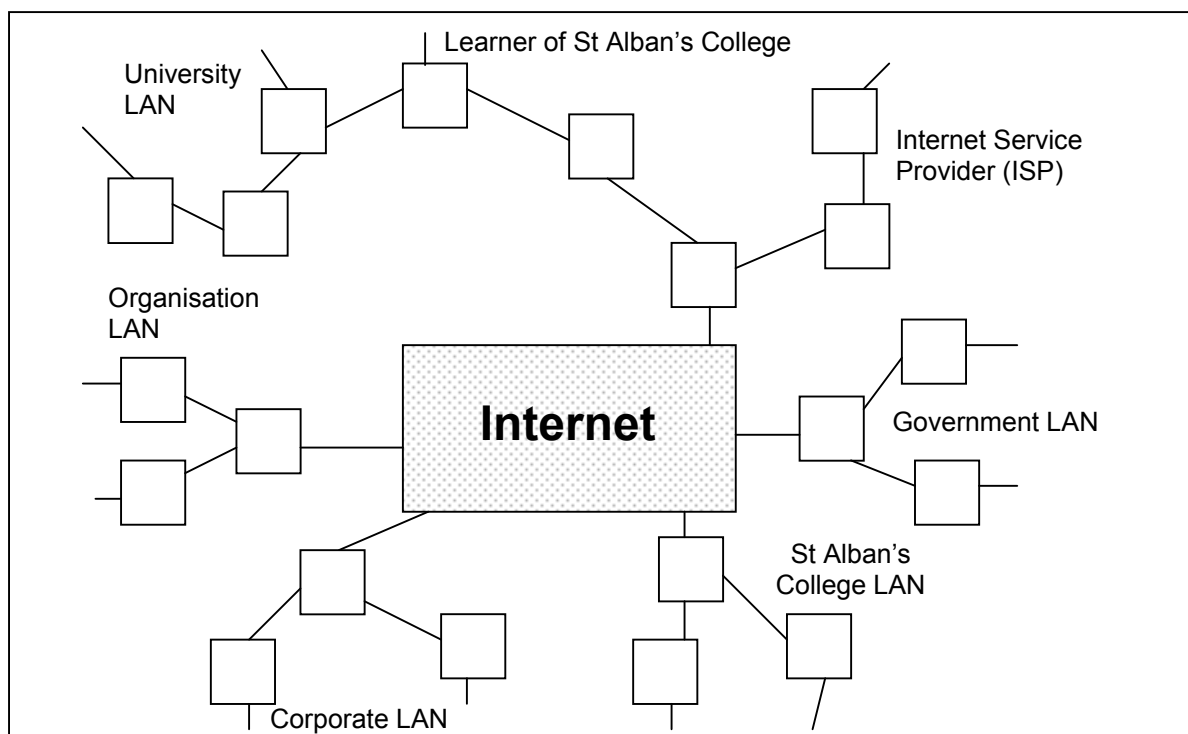 Learner of St Alban’s College
University
LAN
Internet Service
Provider (ISP)
Organisation
LAN
Internet
Government LAN
St Alban’s
College LAN
Corporate LAN